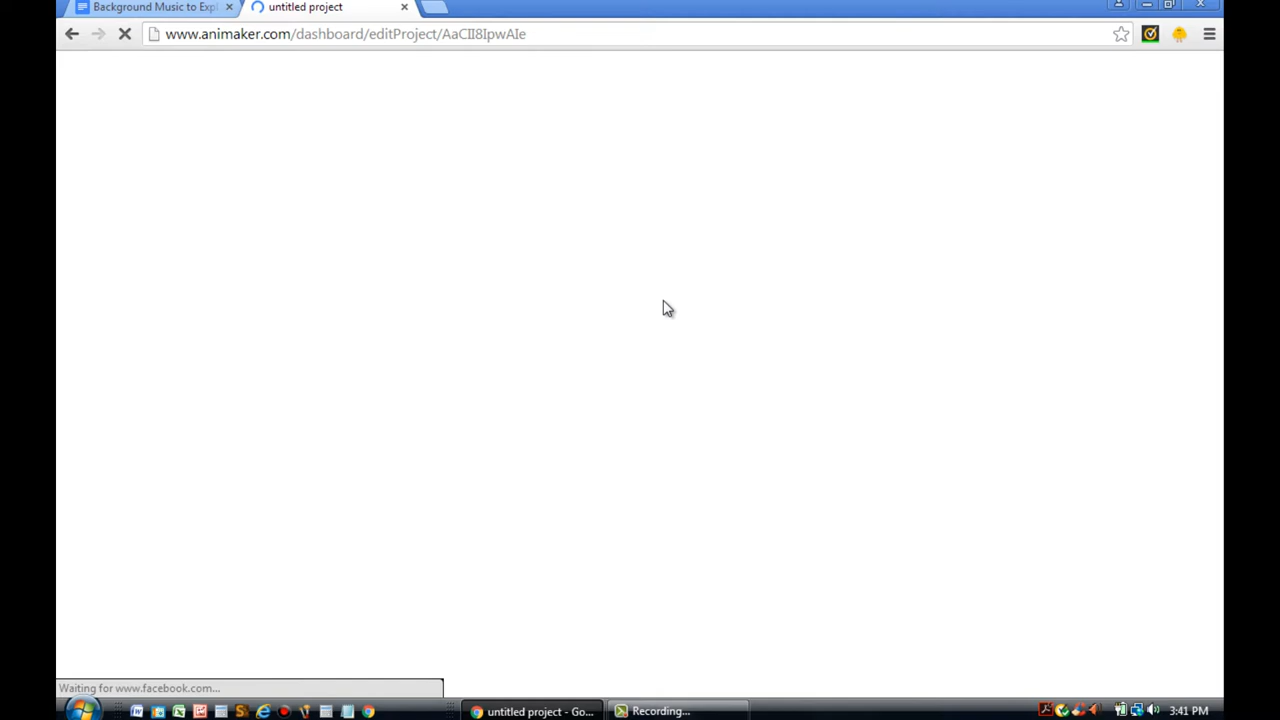 Background Music to Expl
untitled project
www.animaker.com/dashboard/editProject/AaCII8IpwAIe
Waiting for www.facebook.com...
untitled project - Go...
Recording...
3:41 PM